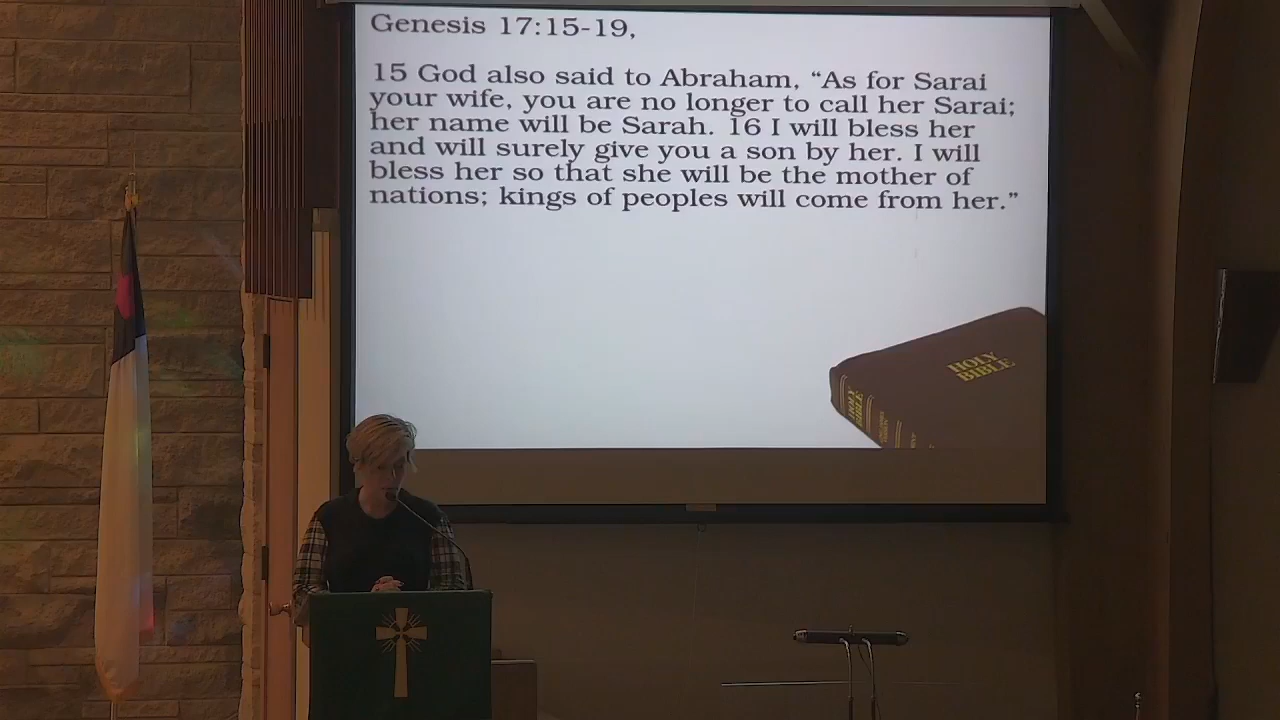 Genesis 17:15-19,
15 God also said to Abraham, “As for Sarai
your wife, you are no longer to call her Sarai;
her name will be Sarah. 16 I will bless her
and will surely give you a son by her. I will
bless her so that she will be the mother of
nations; kings of peoples will come from her.”
HOLY
BIBLE
HOLY
BIBLE